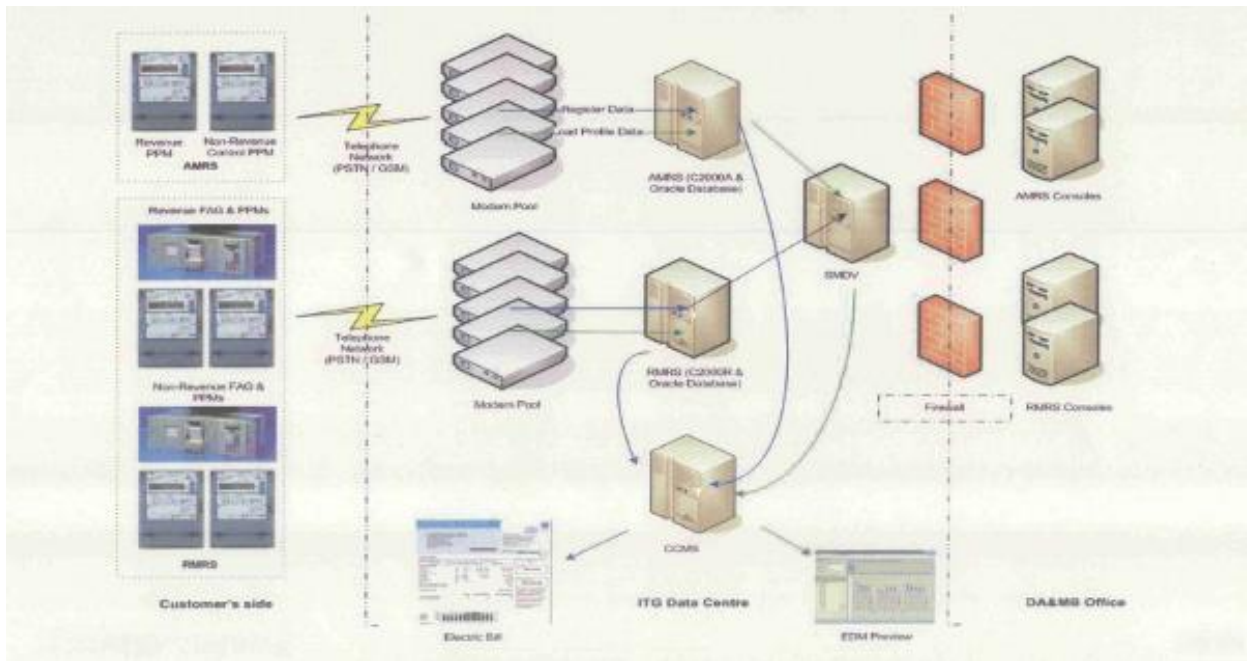 Revenue
PPM
Non-Revenue
Control PPM
AMRS
Telephone
Network
(PSTN / GSM)
Modem Pool
Register Data
Load Profile Data
AMRS (C2000A &
Oracle Database)
SMDV
AMRS Consoles
Revenue FAG & PPMs
Telephone
Network
(PSTN / GSM)
Modem Pool
RMRS (C2000R &
Oracle Database)
Firewall
RMRS Consoles
Non-Revenue FAG &
PPMs
RMRS
CCMS
Customer's side
ITG Data Centre
DA&MB Office
Electric Bill
EDM Preview